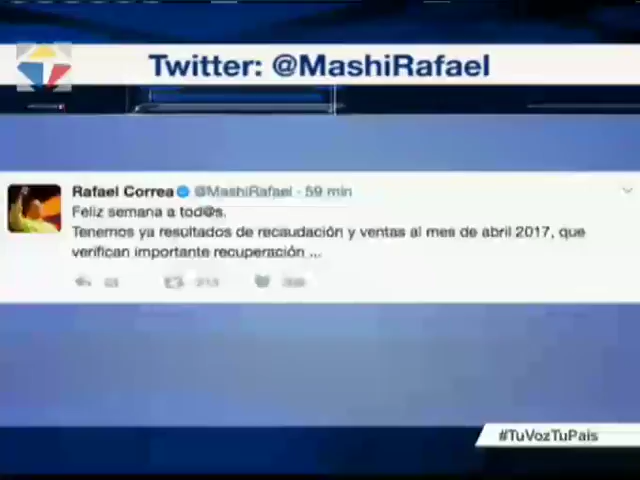 Twitter: @MashiRafael
Rafael Correa @MashiRafael · 59 min
Feliz semana a tod@s.
Tenemos ya resultados de recaudación y ventas al mes de abril 2017, que
verifican importante recuperación ...
#TuVozTuPaís